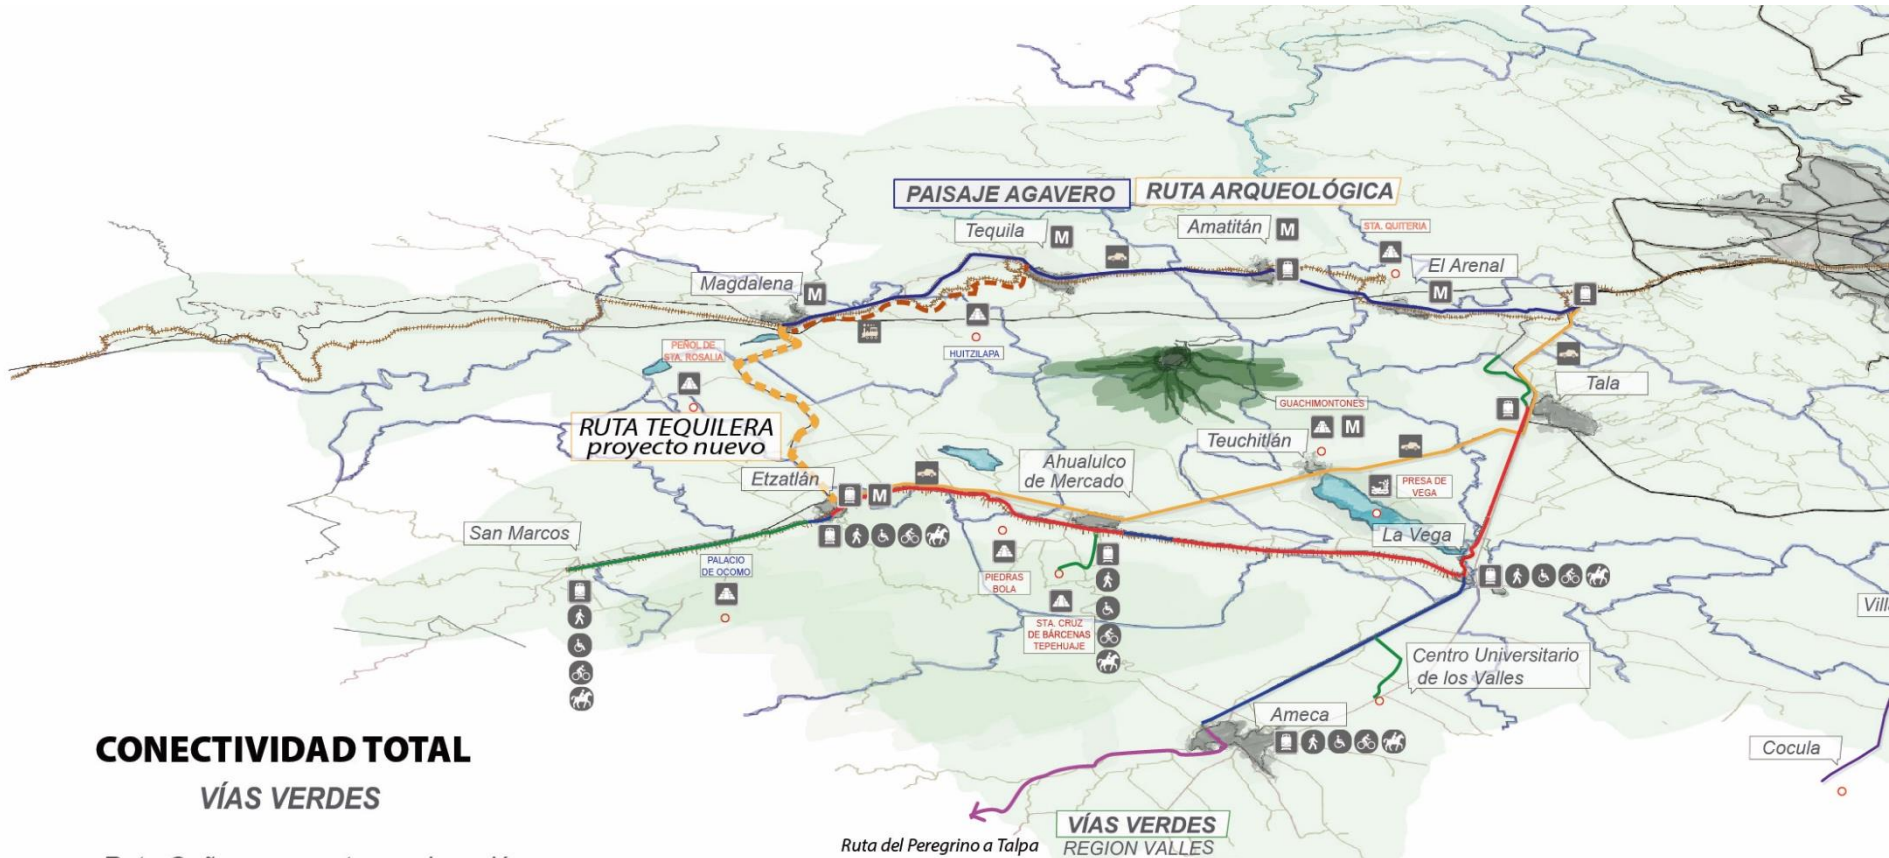 PAISAJE AGAVERO
RUTA ARQUEOLÓGICA
Tequila
M
Amatitán
M
STA. QUITERIA
El Arenal
M
Magdalena
M
HUITZILAPA
PEÑOL DE
STA. ROSALIA
RUTA TEQUILERA
proyecto nuevo
Tala
GUACHIMONTONES
M
Teuchitlán
PRESA DE
VEGA
La Vega
Ahualulco
de Mercado
Etzatlán
M
San Marcos
PALACIO
DE OCOMO
PIEDRAS
BOLA
STA. CRUZ
DE BÁRCENAS
TEPEHUAJE
Centro Universitario
de los Valles
Ameca
Cocula
CONECTIVIDAD TOTAL
VÍAS VERDES
Ruta del Peregrino a Talpa
VÍAS VERDES
REGION VALLES